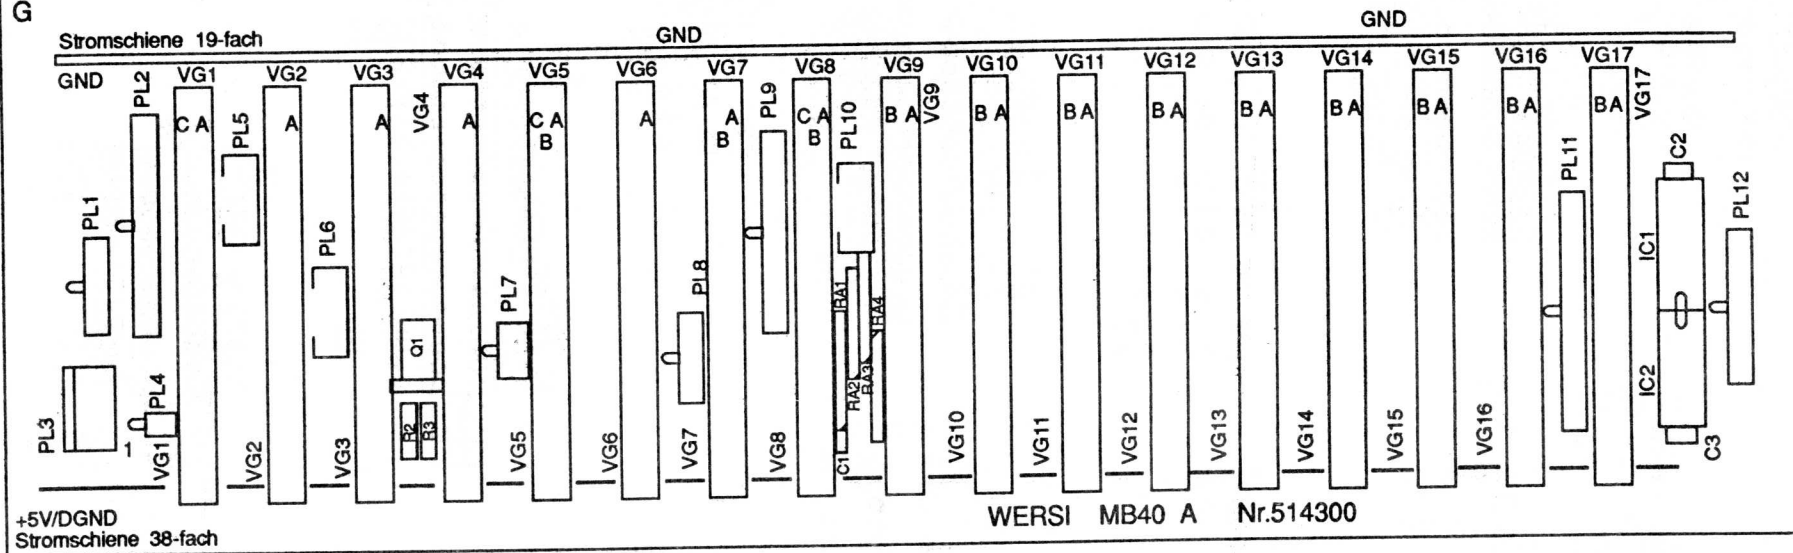 G
Stromschiene 19-fach
GND
GND
GND
PL2
VG1
VG2
VG3
VG4
VG5
VG6
VG7
VG8
VG9
VG10
VG11
VG12
VG13
VG14
VG15
VG16
VG17
C A
A
A
A
C A
B
A
A
B
C A
B
B A
B A
B A
B A
B A
B A
B A
B A
B A
PL5
VG4
PL9
PL10
VG9
VG17
PL11
C2
PL12
PL1
PL6
PL7
PL8
IC1
RA1
RA4
Q1
RA2
RA3
IC2
PL3
PL4
1
R2
R3
C1
C3
VG1
VG2
VG3
VG5
VG6
VG7
VG8
VG10
VG11
VG12
VG13
VG14
VG15
VG16
+5V/DGND
Stromschiene 38-fach
WERSI MB40 A Nr.514300